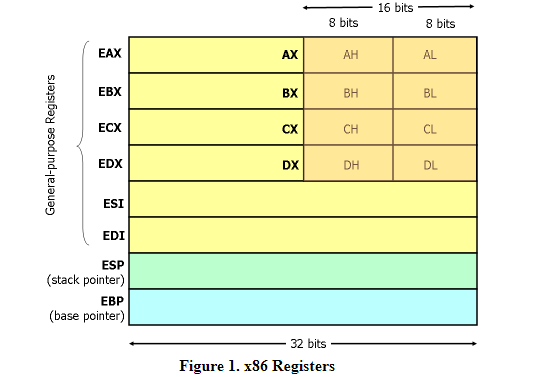 16 bits
8 bits 8 bits
General-purpose Registers
EAX AX AH AL
EBX BX BH BL
ECX CX CH CL
EDX DX DH DL
ESI
EDI
ESP
(stack pointer)
EBP
(base pointer)
32 bits
Figure 1. x86 Registers